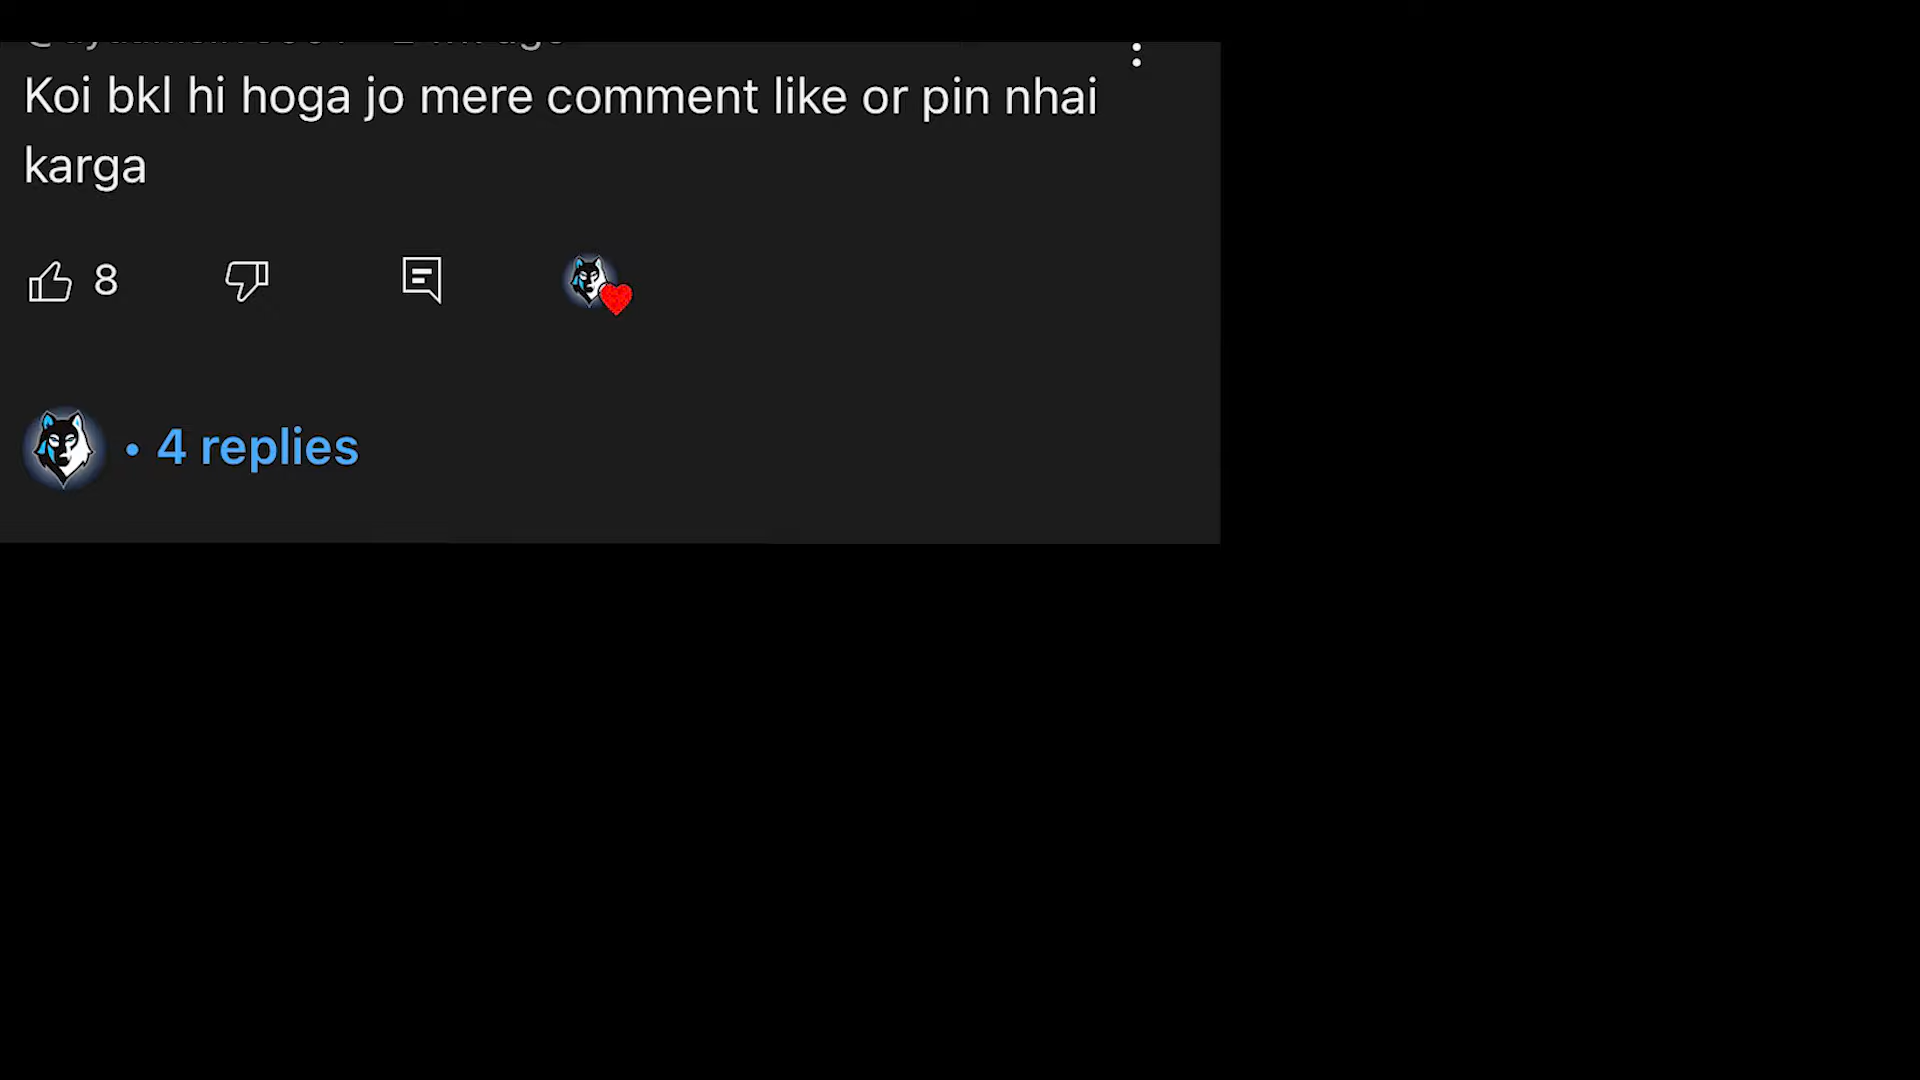 Koi bkl hi hoga jo mere comment like or pin nhai
karga
8
• 4 replies